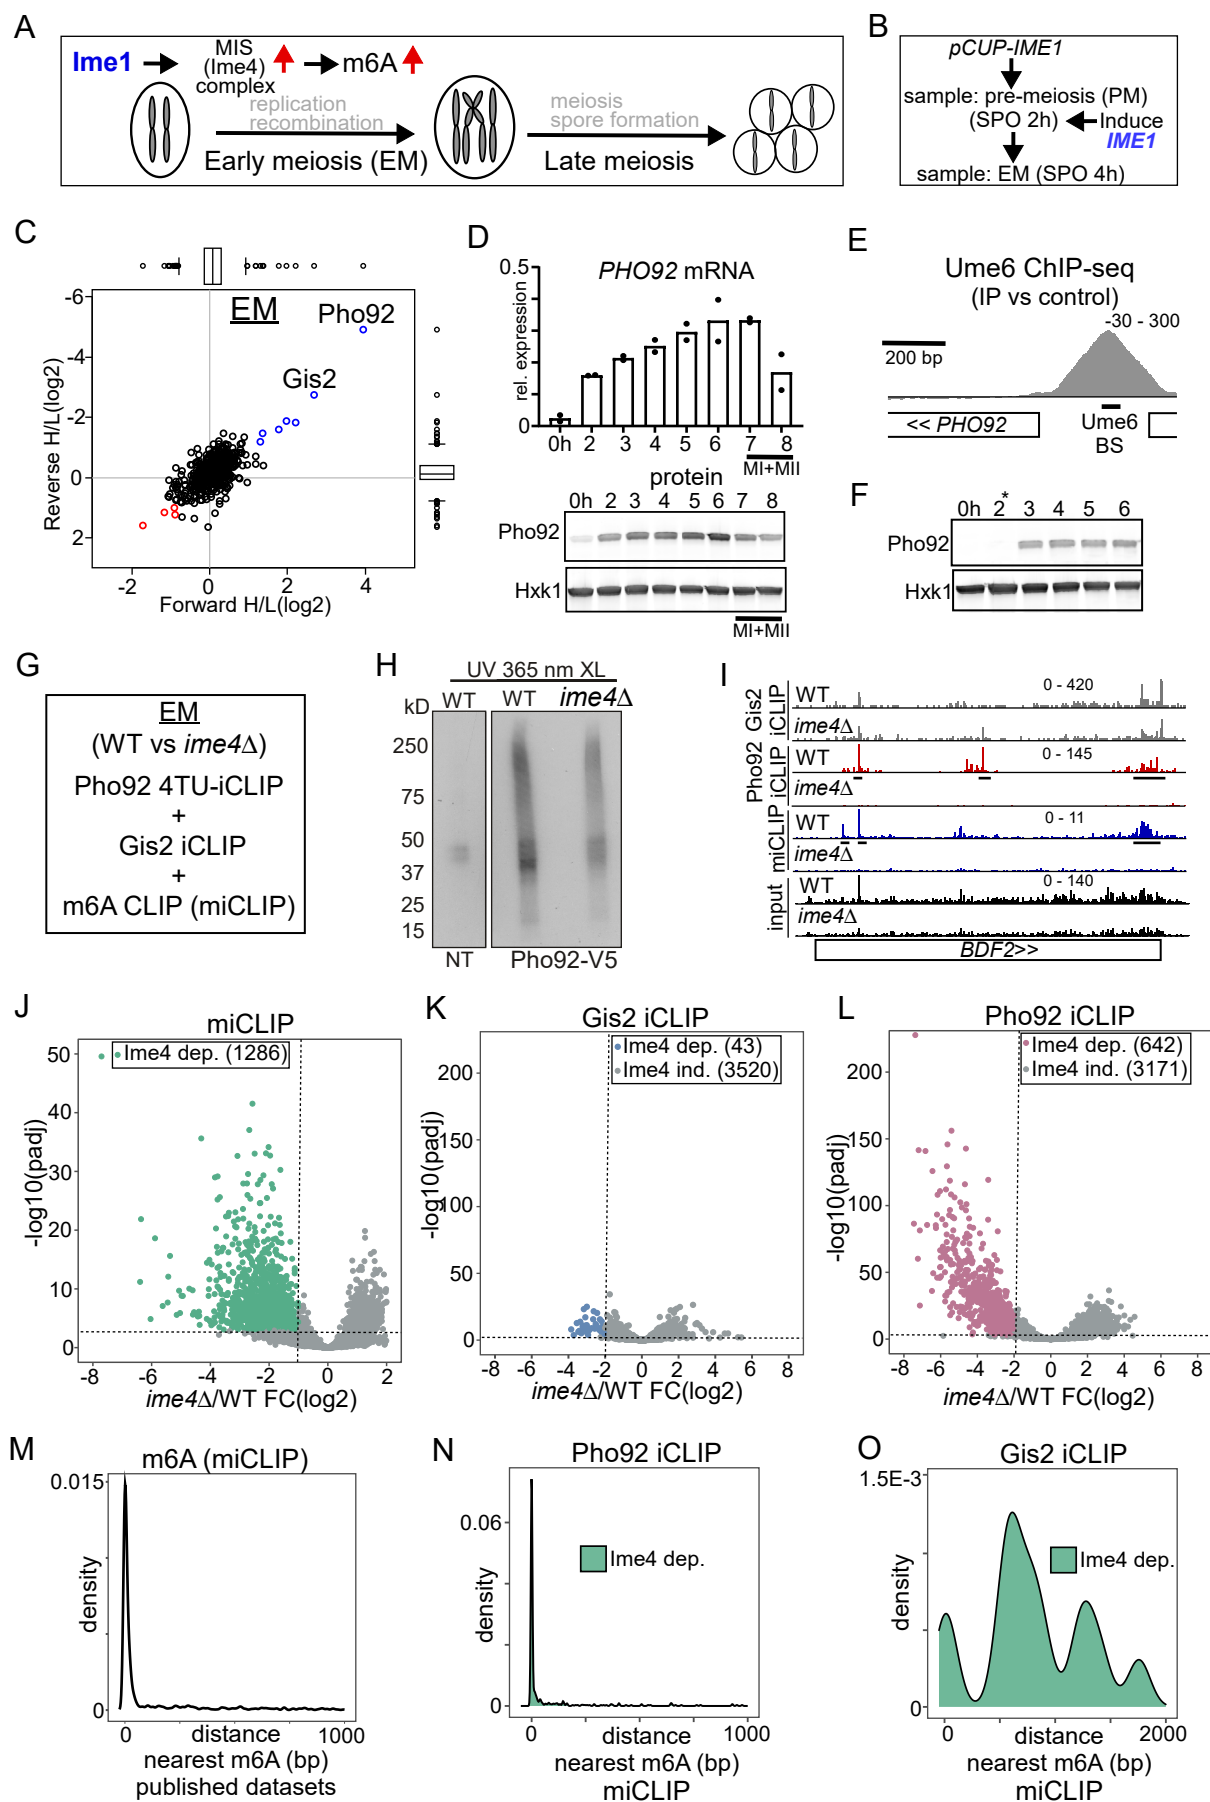 A
Ime1
MIS
(Ime4)
complex
m6A
replication
recombination
Early meiosis (EM)
meiosis
spore formation
Late meiosis
B
pCUP-IME1
sample: pre-meiosis (PM)
(SPO 2h)
Induce
IME1
sample: EM (SPO 4h)
C
EM
Pho92
Gis2
-6
-4
-2
0
2
Reverse H/L(log2)
-2 0 2 4
Forward H/L(log2)
D
PHO92 mRNA
0.5
0
rel. expression
0h 2 3 4 5 6 7 8
MI+MII
protein
0h 2 3 4 5 6 7 8
Pho92
Hxk1
MI+MII
E
Ume6 ChIP-seq
(IP vs control)
-30 - 300
200 bp
<< PHO92
Ume6
BS
F
0h 2* 3 4 5 6
Pho92
Hxk1
G
EM
(WT vs ime4Δ)
Pho92 4TU-iCLIP
+
Gis2 iCLIP
+
m6A CLIP (miCLIP)
H
UV 365 nm XL
kD
WT WT ime4Δ
250
75
50
37
25
15
NT Pho92-V5
I
Gis2
iCLIP
WT 0 - 420
ime4Δ
Pho92
iCLIP
WT 0 - 145
ime4Δ
miCLIP
WT 0 - 11
ime4Δ
input
WT 0 - 140
ime4Δ
BDF2>>
J
miCLIP
Ime4 dep. (1286)
50
40
30
20
10
0
-log10(padj)
-8 -6 -4 -2 0 2
ime4Δ/WT FC(log2)
K
Gis2 iCLIP
Ime4 dep. (43)
Ime4 ind. (3520)
200
150
100
50
0
-log10(padj)
-8 -6 -4 -2 0 2 4 6 8
ime4Δ/WT FC(log2)
L
Pho92 iCLIP
Ime4 dep. (642)
Ime4 ind. (3171)
200
150
100
50
0
-log10(padj)
-8 -6 -4 -2 0 2 4 6 8
ime4Δ/WT FC(log2)
M
m6A (miCLIP)
0.015
0
density
0 1000
distance
nearest m6A (bp)
published datasets
N
Pho92 iCLIP
0.06
0
density
Ime4 dep.
0 1000
distance
nearest m6A (bp)
miCLIP
O
Gis2 iCLIP
1.5E-3
0
density
Ime4 dep.
0 2000
distance
nearest m6A (bp)
miCLIP